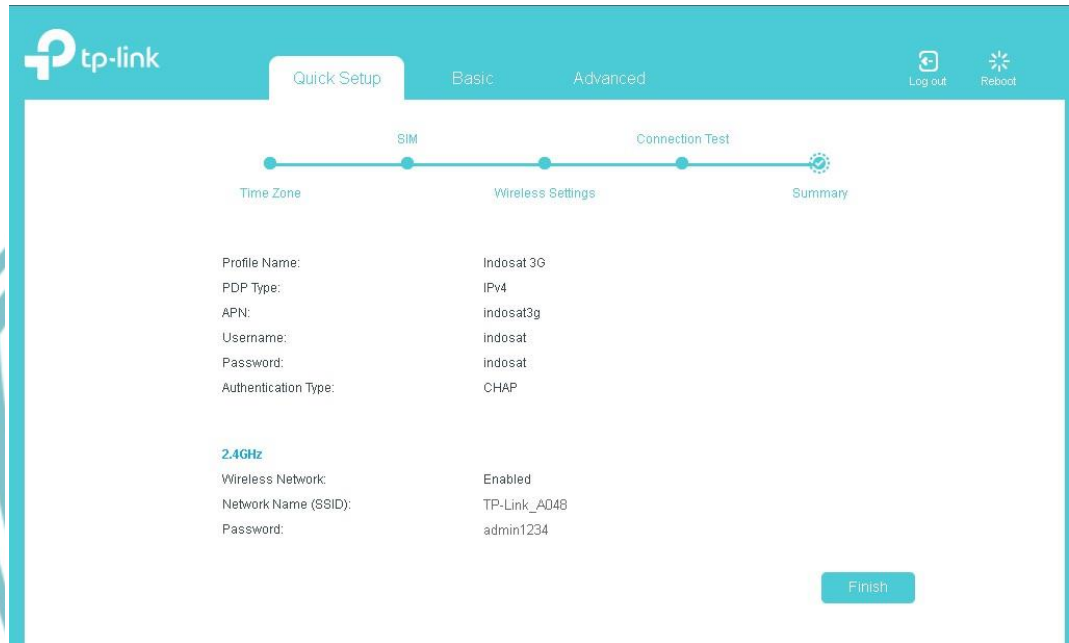 tp-link
Quick Setup Basic Advanced Log out Reboot
SIM Connection Test
Time Zone Wireless Settings Summary
Profile Name: Indosat 3G
PDP Type: IPv4
APN: indosat3g
Username: indosat
Password: indosat
Authentication Type: CHAP
2.4GHz
Wireless Network: Enabled
Network Name (SSID): TP-Link_A048
Password: admin1234
Finish